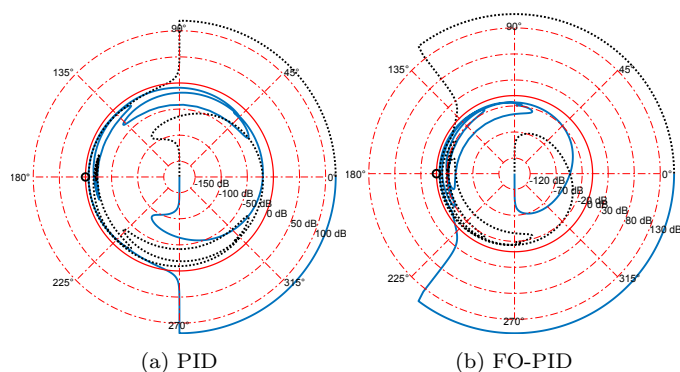 90°
135°
45°
180°
0°
-150 dB
-100 dB
-50 dB
0 dB
50 dB
100 dB
225°
315°
270°
(a) PID
90°
135°
45°
180°
0°
-120 dB
-70 dB
-20 dB
0 dB
30 dB
80 dB
130 dB
225°
315°
270°
(b) FO-PID